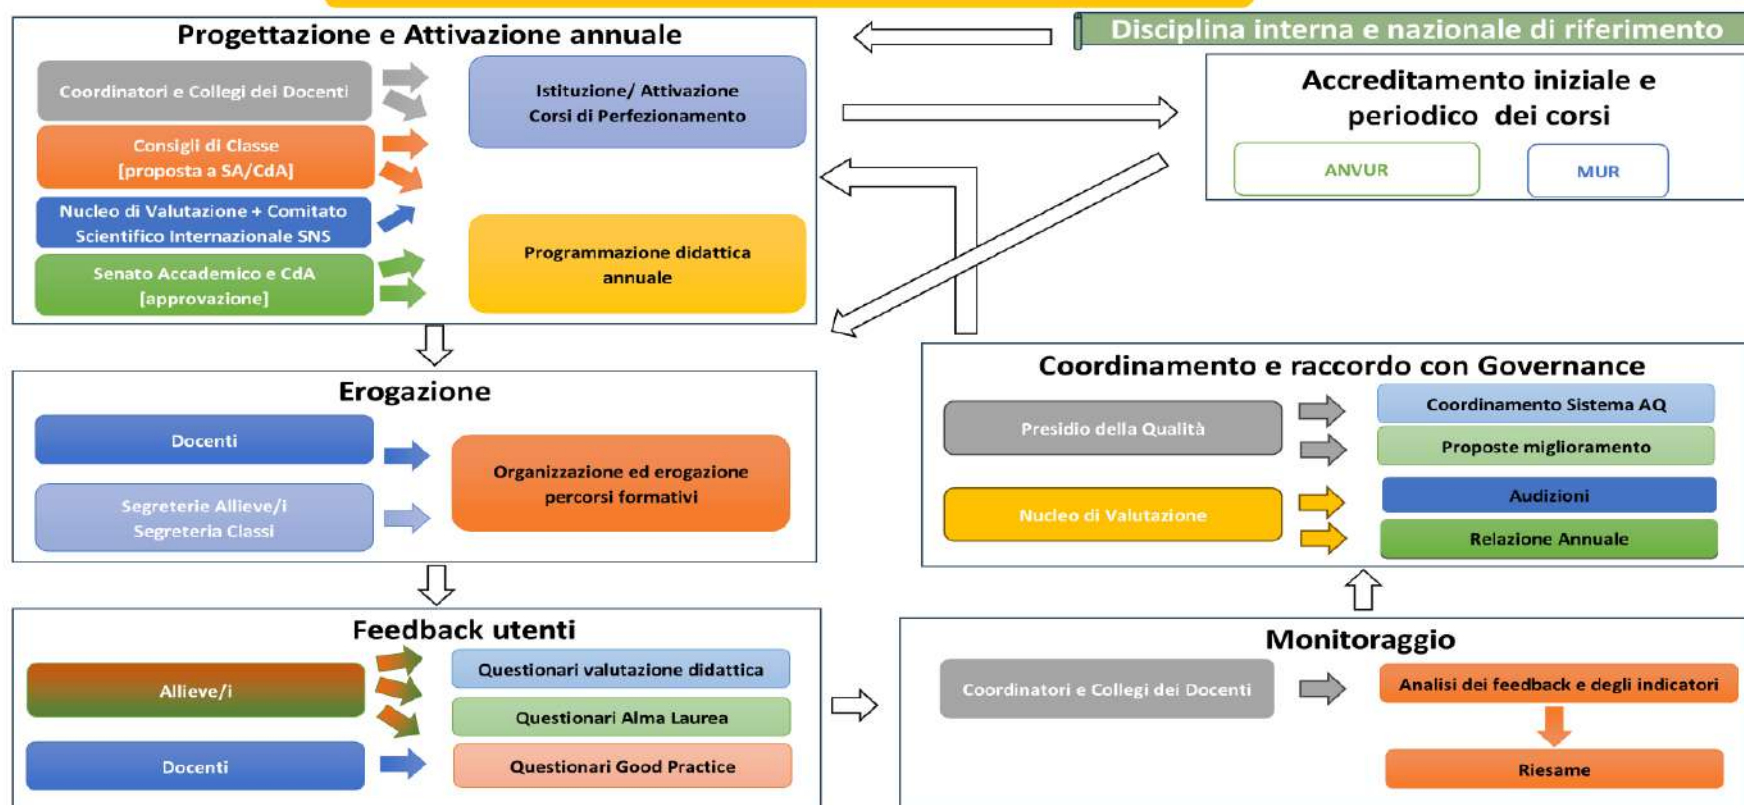 Progettazione e Attivazione annuale
Coordinatori e Collegi dei Docenti
Consigli di Classe
[proposta a SA/CdA]
Nucleo di Valutazione + Comitato
Scientifico Internazionale SNS
Senato Accademico e CdA
[approvazione]
Istituzione/ Attivazione
Corsi di Perfezionamento
Programmazione didattica
annuale
Disciplina interna e nazionale di riferimento
Accreditamento iniziale e
periodico dei corsi
ANVUR
MUR
Erogazione
Docenti
Segreterie Allieve/i
Segreteria Classi
Organizzazione ed erogazione
percorsi formativi
Coordinamento e raccordo con Governance
Presidio della Qualità
Coordinamento Sistema AQ
Proposte miglioramento
Nucleo di Valutazione
Audizioni
Relazione Annuale
Feedback utenti
Allieve/i
Questionari valutazione didattica
Questionari Alma Laurea
Docenti
Questionari Good Practice
Monitoraggio
Coordinatori e Collegi dei Docenti
Analisi dei feedback e degli indicatori
Riesame